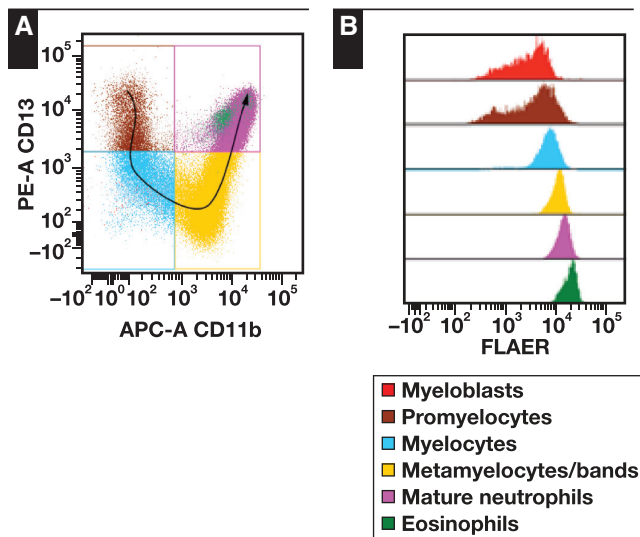 A
10⁵
10⁴
10³
10²
−10²
PE-A CD13
−10² 10⁰ 10² 10³ 10⁴ 10⁵
APC-A CD11b
B
−10² 10² 10³ 10⁴ 10⁵
FLAER
Myeloblasts
Promyelocytes
Myelocytes
Metamyelocytes/bands
Mature neutrophils
Eosinophils